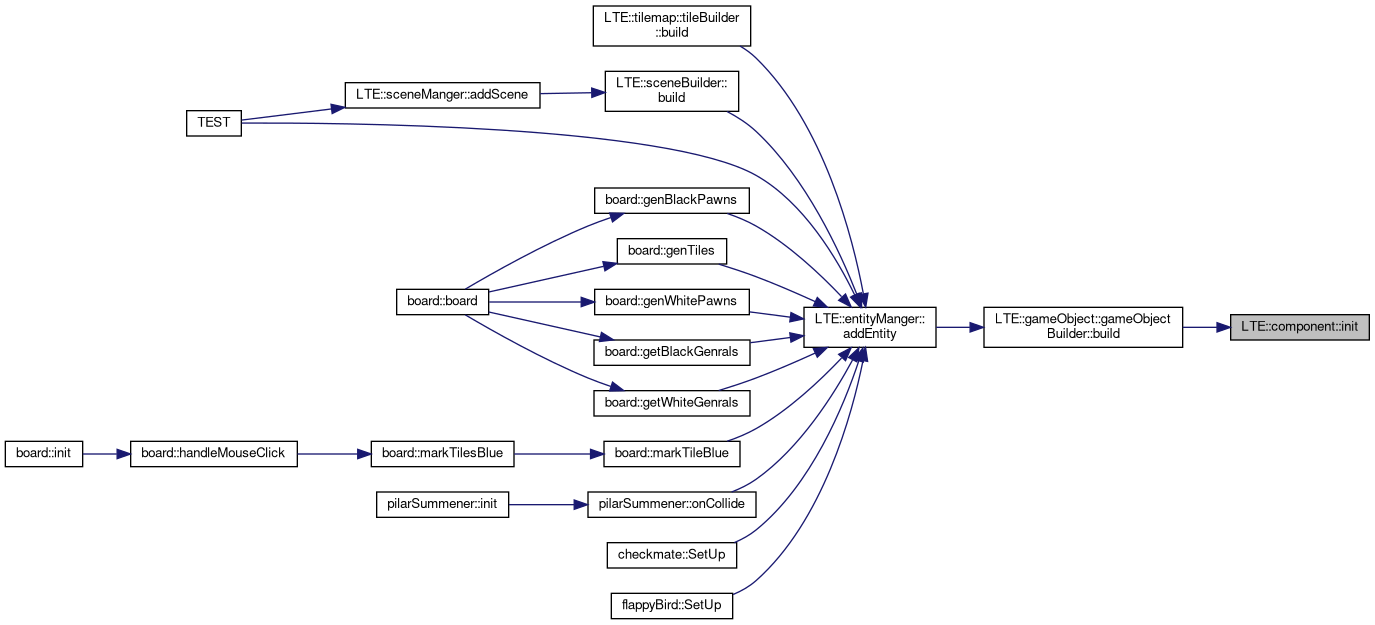 LTE::tilemap::tileBuilder
::build
LTE::sceneBuilder::
build
LTE::sceneManger::addScene
TEST
board::genBlackPawns
board::genTiles
board::board
board::genWhitePawns
LTE::entityManger::
addEntity
LTE::gameObject::gameObject
Builder::build
LTE::component::init
board::getBlackGenrals
board::getWhiteGenrals
board::init
board::handleMouseClick
board::markTilesBlue
board::markTileBlue
pilarSummener::init
pilarSummener::onCollide
checkmate::SetUp
flappyBird::SetUp